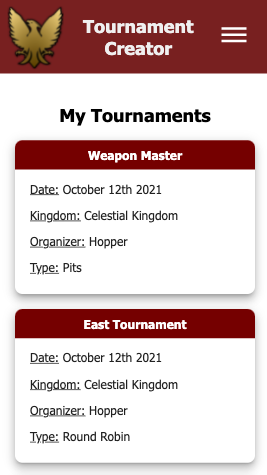 Tournament
Creator
My Tournaments
Weapon Master
Date: October 12th 2021
Kingdom: Celestial Kingdom
Organizer: Hopper
Type: Pits
East Tournament
Date: October 12th 2021
Kingdom: Celestial Kingdom
Organizer: Hopper
Type: Round Robin